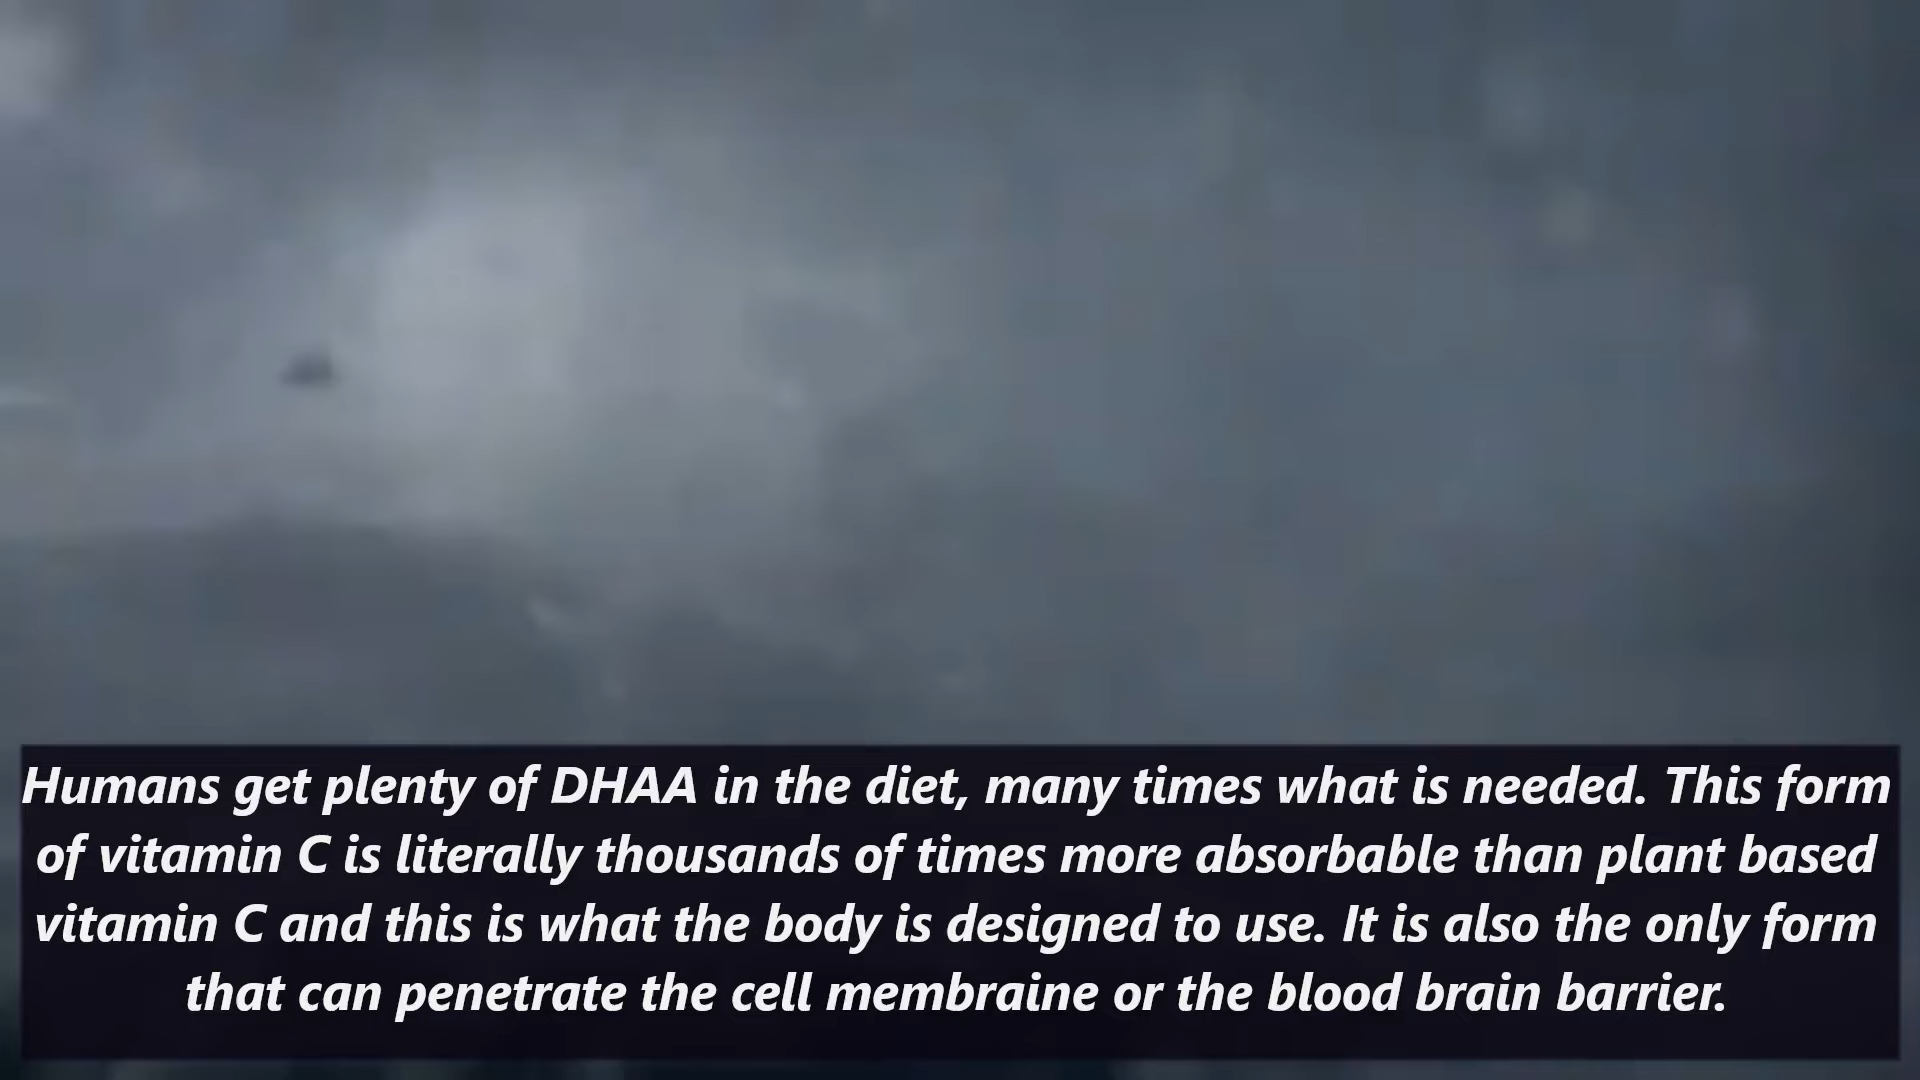 Humans get plenty of DHAA in the diet, many times what is needed. This form
of vitamin C is literally thousands of times more absorbable than plant based
vitamin C and this is what the body is designed to use. It is also the only form
that can penetrate the cell membraine or the blood brain barrier.